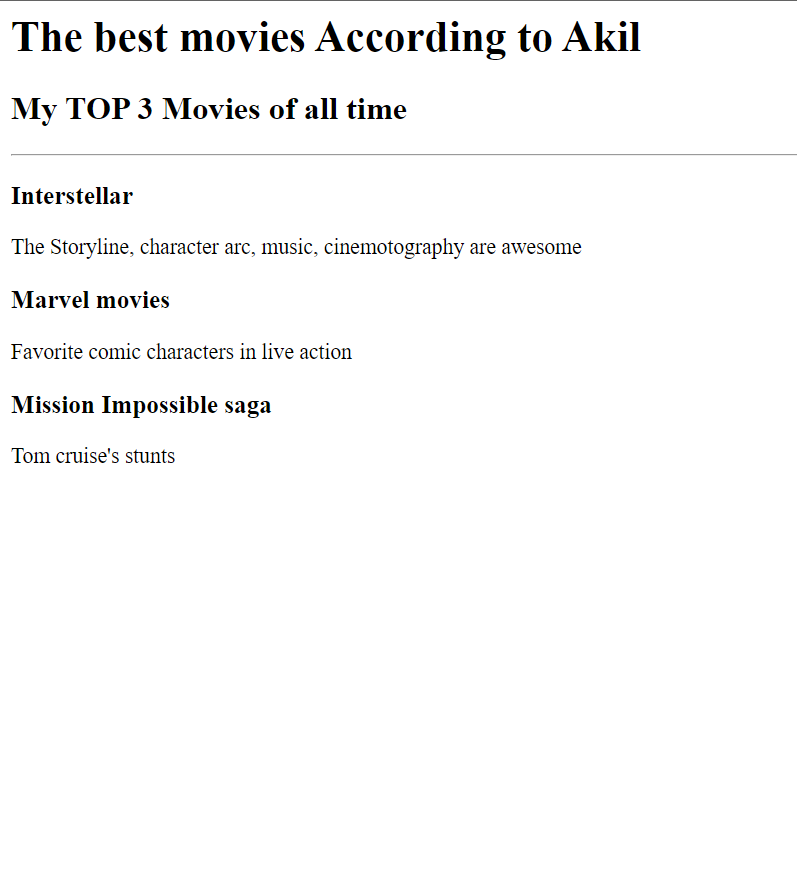 The best movies According to Akil
My TOP 3 Movies of all time
Interstellar
The Storyline, character arc, music, cinemotography are awesome
Marvel movies
Favorite comic characters in live action
Mission Impossible saga
Tom cruise's stunts